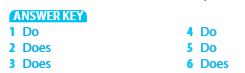 ANSWER KEY
1 Do
2 Does
3 Does
4 Do
5 Do
6 Does